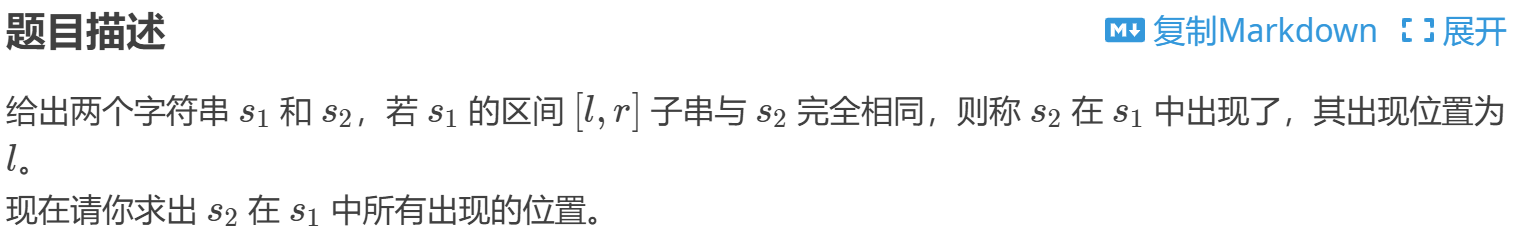 题目描述 复制Markdown 展开
给出两个字符串 s₁ 和 s₂，若 s₁ 的区间 [l, r] 子串与 s₂ 完全相同，则称 s₂ 在 s₁ 中出现了，其出现位置为
l。
现在请你求出 s₂ 在 s₁ 中所有出现的位置。